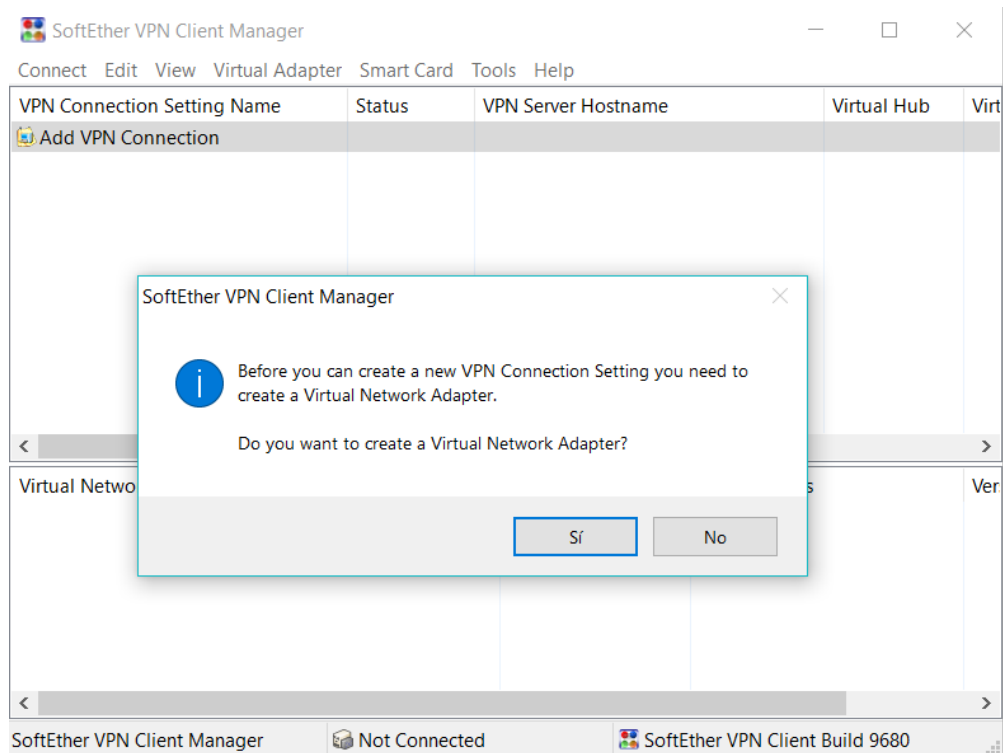 SoftEther VPN Client Manager
Connect Edit View Virtual Adapter Smart Card Tools Help
VPN Connection Setting Name Status VPN Server Hostname Virtual Hub Virt
Add VPN Connection
SoftEther VPN Client Manager
Before you can create a new VPN Connection Setting you need to
create a Virtual Network Adapter.
Do you want to create a Virtual Network Adapter?
Sí No
Virtual Netwo s Ver
SoftEther VPN Client Manager Not Connected SoftEther VPN Client Build 9680